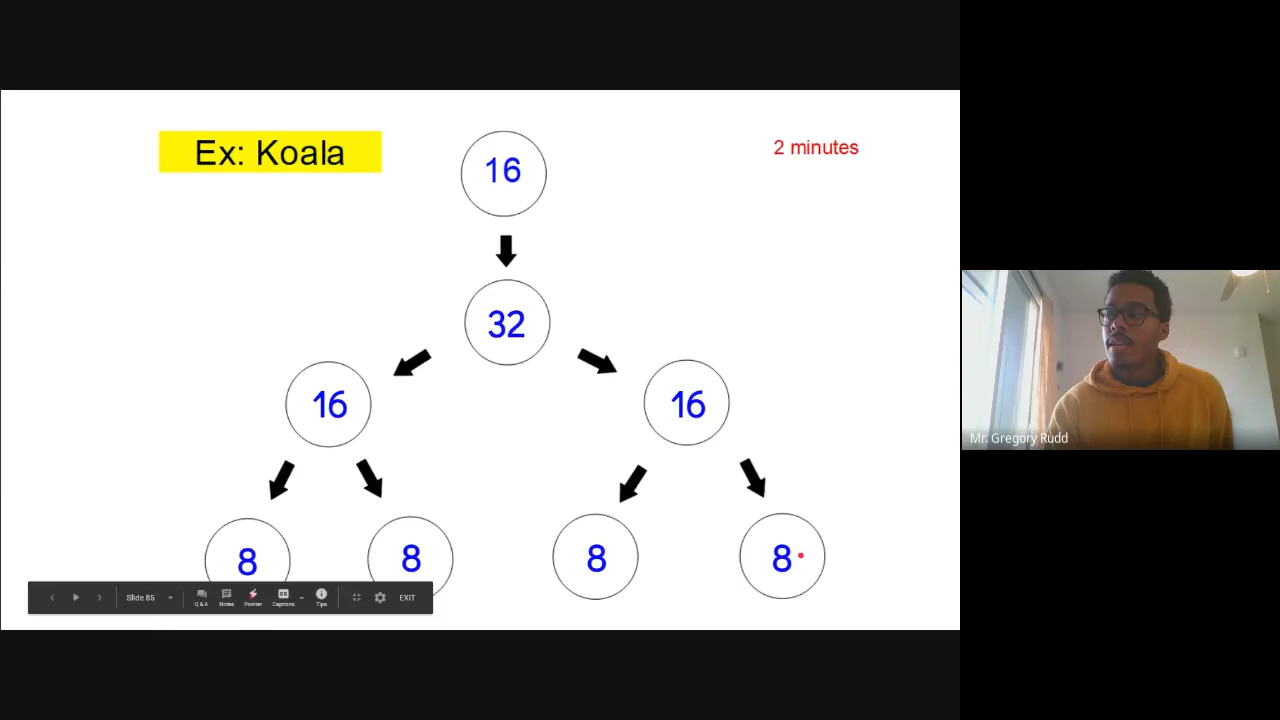 Ex: Koala
16
2 minutes
32
16
16
8
8
8
8
Slide 85
Q&A
Notes
Pointer
Captions
Tips
EXIT
Mr. Gregory Rudd